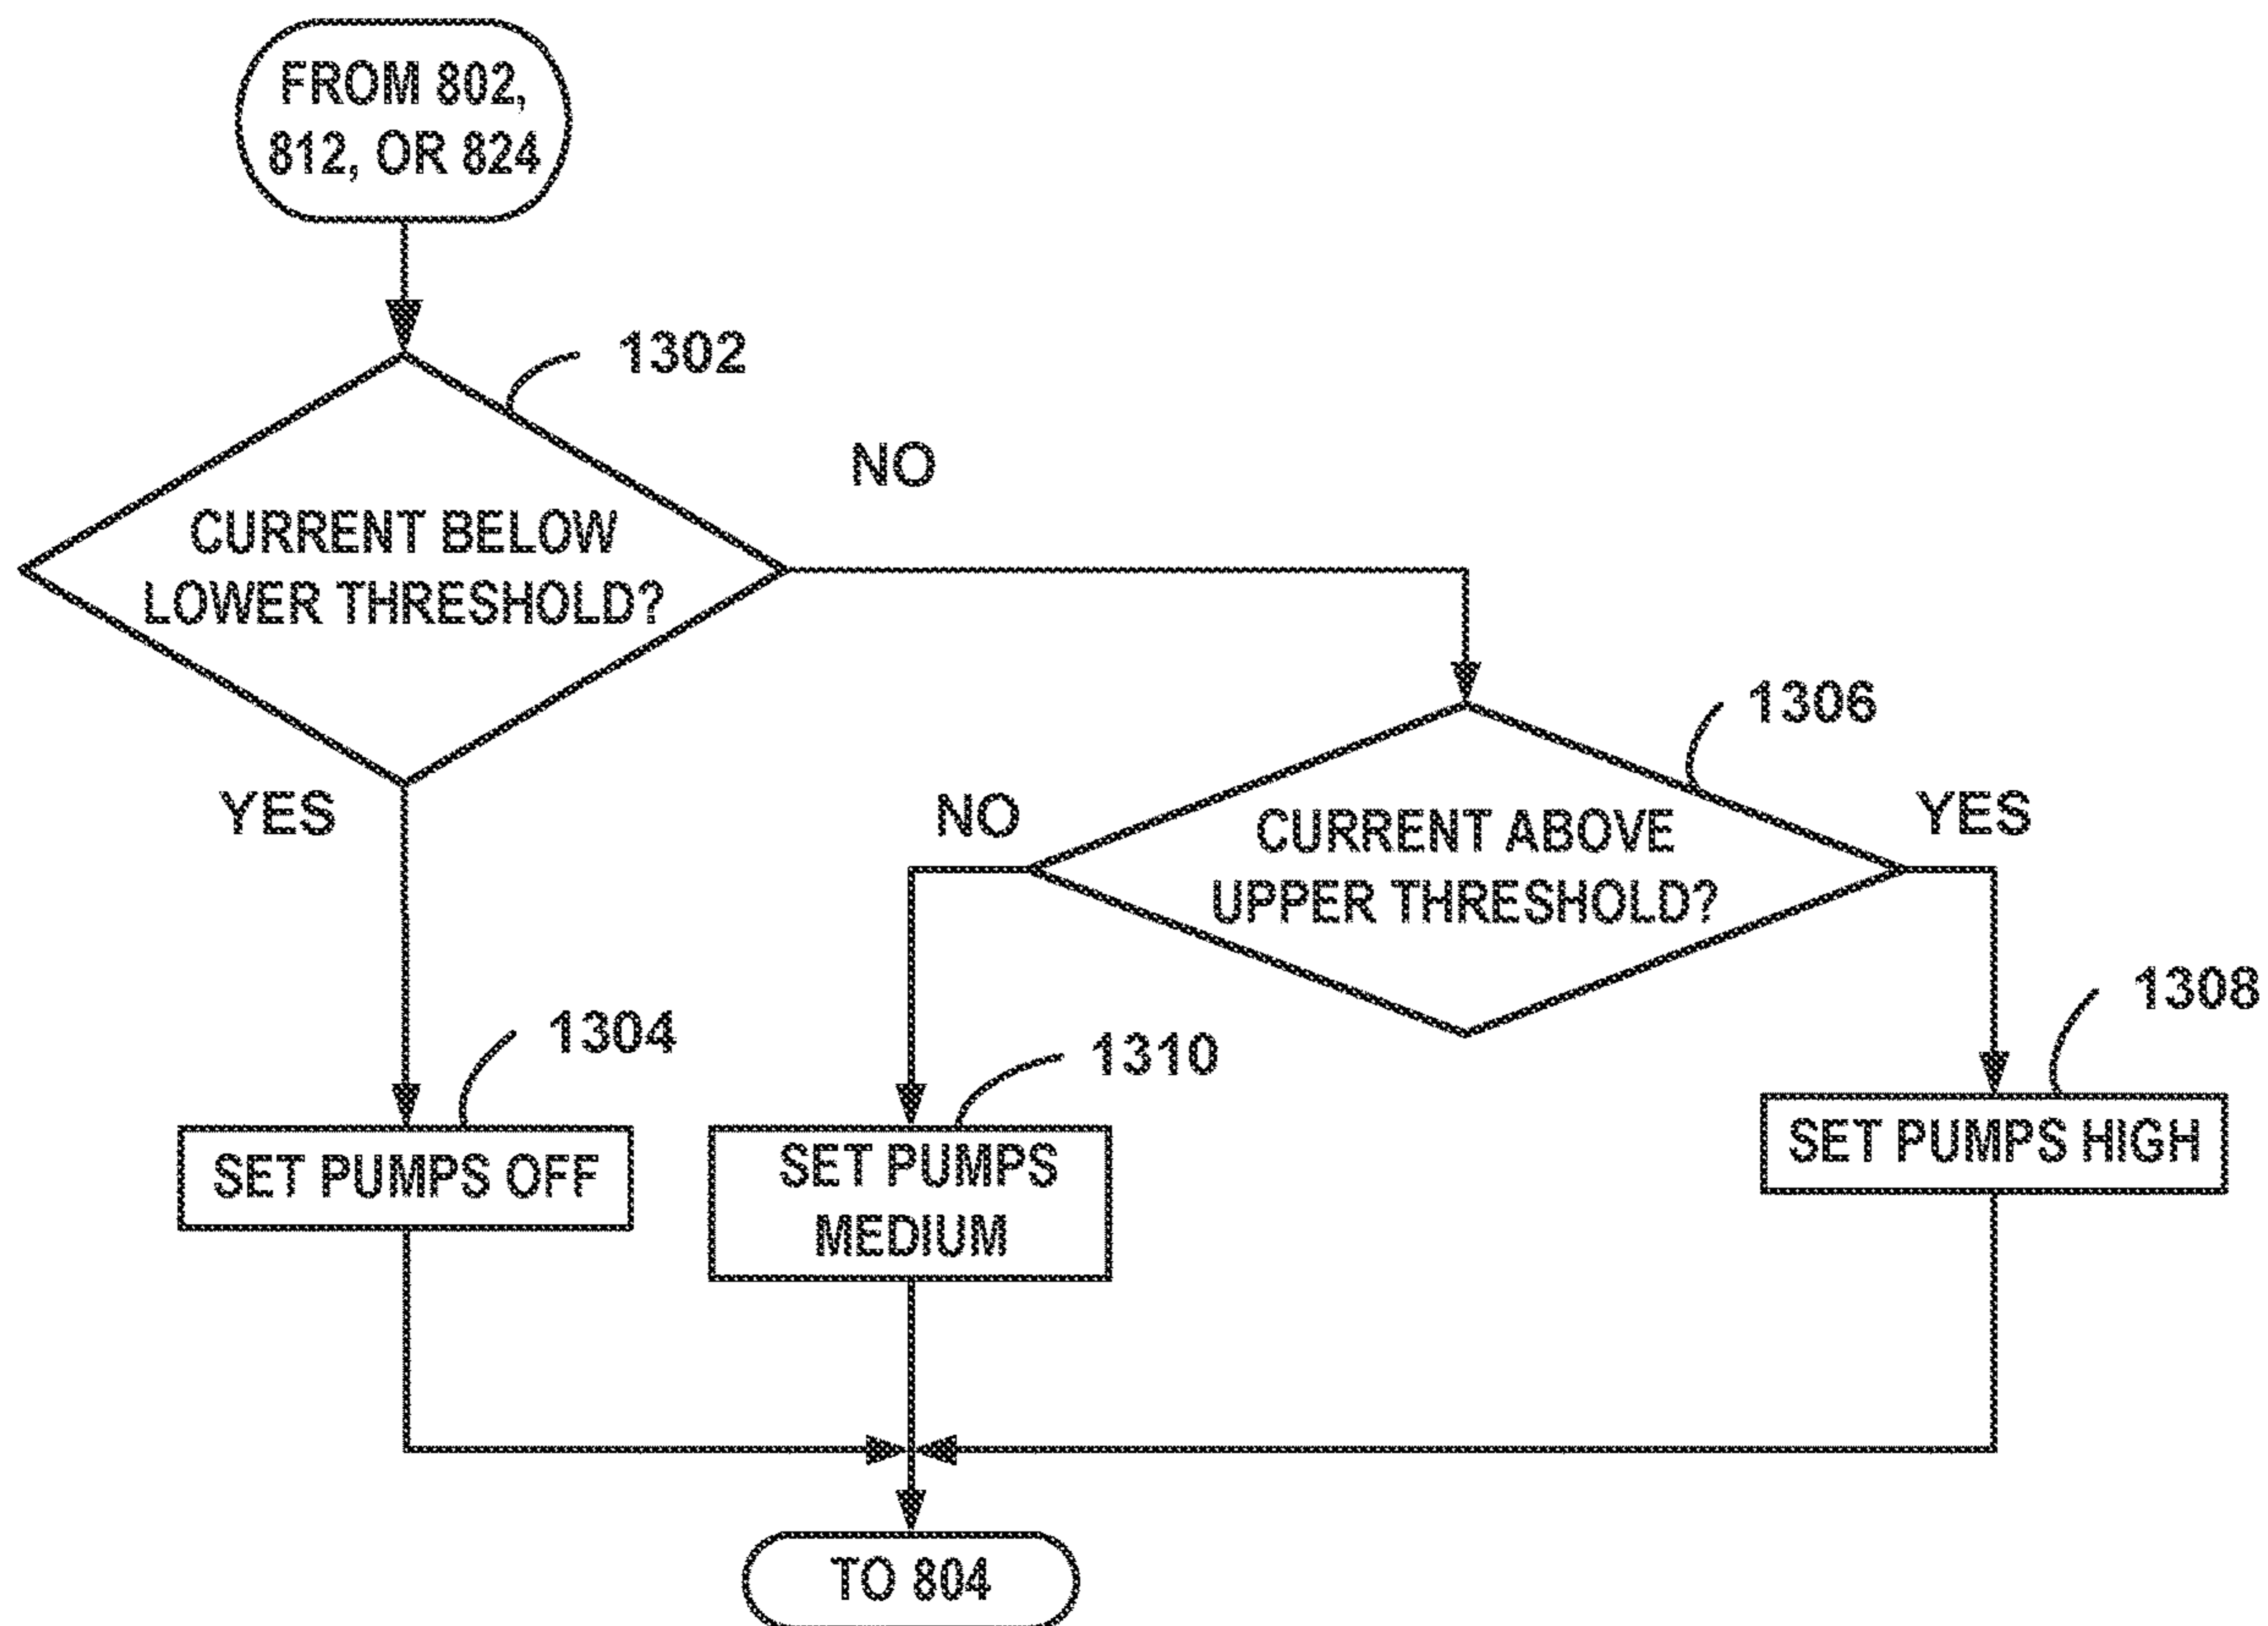 FROM 802,
812, OR 824
1302
NO
CURRENT BELOW
LOWER THRESHOLD?
YES
1306
NO
CURRENT ABOVE
UPPER THRESHOLD?
YES
1304
SET PUMPS OFF
1310
SET PUMPS
MEDIUM
1308
SET PUMPS HIGH
TO 804